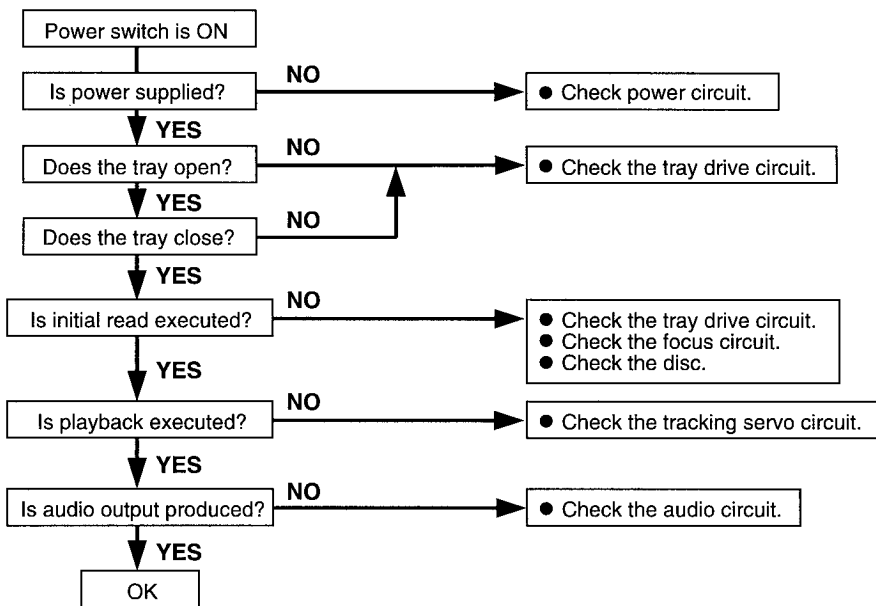 Power switch is ON
Is power supplied?
NO
● Check power circuit.
YES
Does the tray open?
NO
● Check the tray drive circuit.
YES
Does the tray close?
NO
YES
Is initial read executed?
NO
● Check the tray drive circuit.
● Check the focus circuit.
● Check the disc.
YES
Is playback executed?
NO
● Check the tracking servo circuit.
YES
Is audio output produced?
NO
● Check the audio circuit.
YES
OK